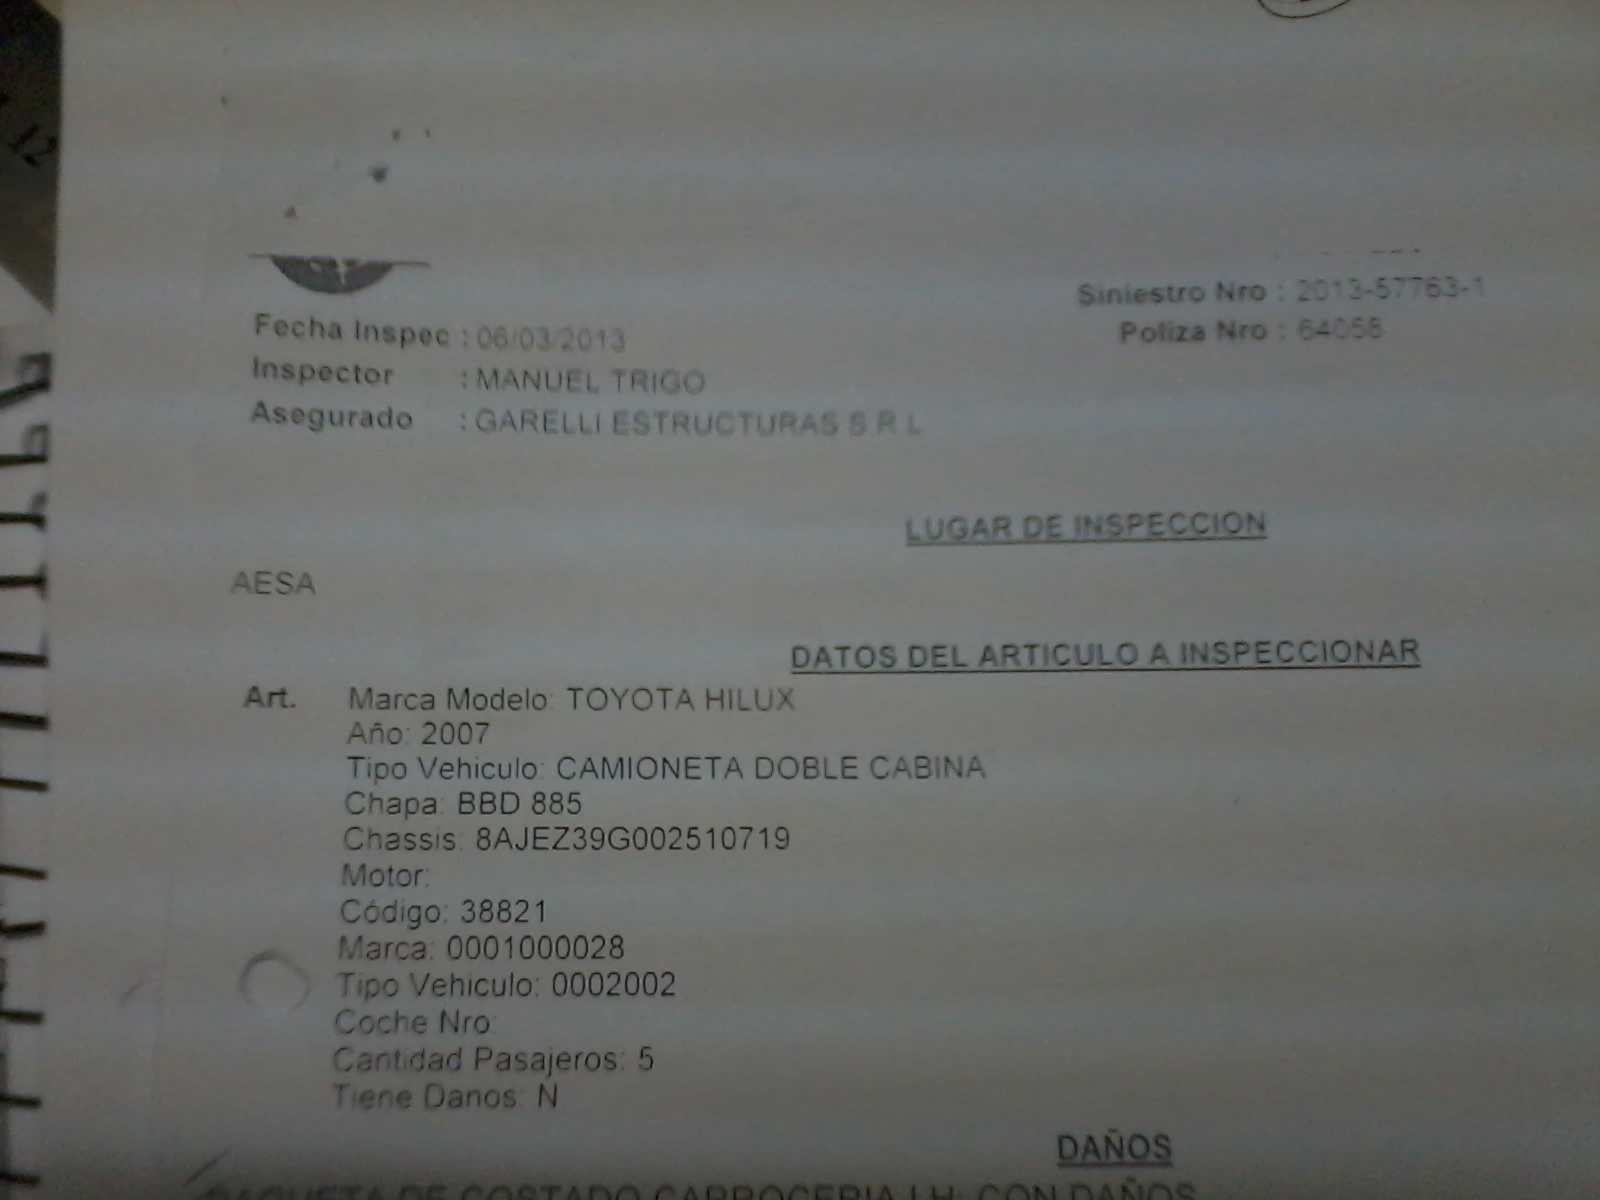 Siniestro Nro : 2013-57763-1
Fecha Inspec : 06/03/2013
Poliza Nro : 64058
Inspector : MANUEL TRIGO
Asegurado : GARELLI ESTRUCTURAS S R L
LUGAR DE INSPECCION
AESA
DATOS DEL ARTICULO A INSPECCIONAR
Art. Marca Modelo: TOYOTA HILUX
Año: 2007
Tipo Vehiculo: CAMIONETA DOBLE CABINA
Chapa: BBD 885
Chassis: 8AJEZ39G002510719
Motor:
Código: 38821
Marca: 0001000028
Tipo Vehiculo: 0002002
Coche Nro:
Cantidad Pasajeros: 5
Tiene Danos: N
DAÑOS
DE COSTADO CARROCERIA LH: CON DAÑOS